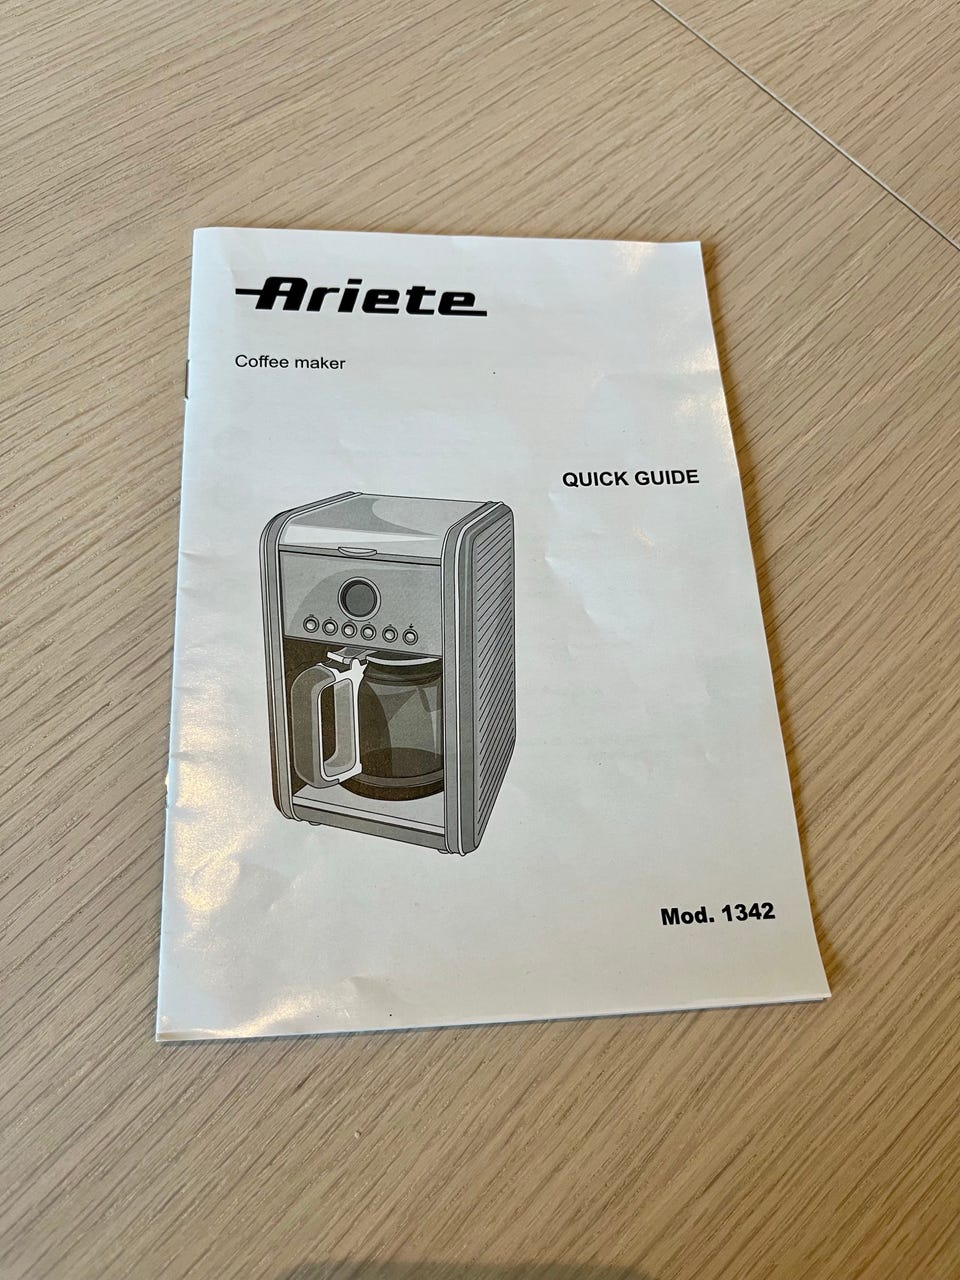 Ariete
Coffee maker
QUICK GUIDE
Mod. 1342